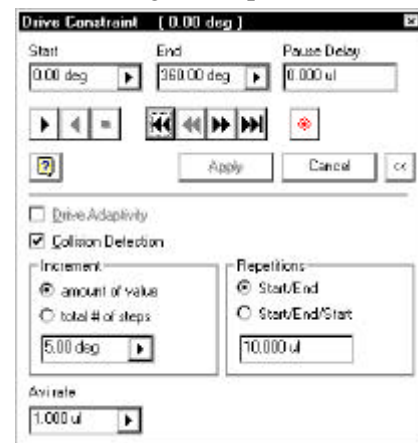 Drive Constraint [ 0.00 deg ]
Start End Pause Delay
0.00 deg 360.00 deg 0.000 ul
Apply Cancel <<
Drive Adaptivity
Collision Detection
Increment Repetitions
amount of value Start/End
total # of steps Start/End/Start
5.00 deg 10.000 ul
Avi rate
1.000 ul